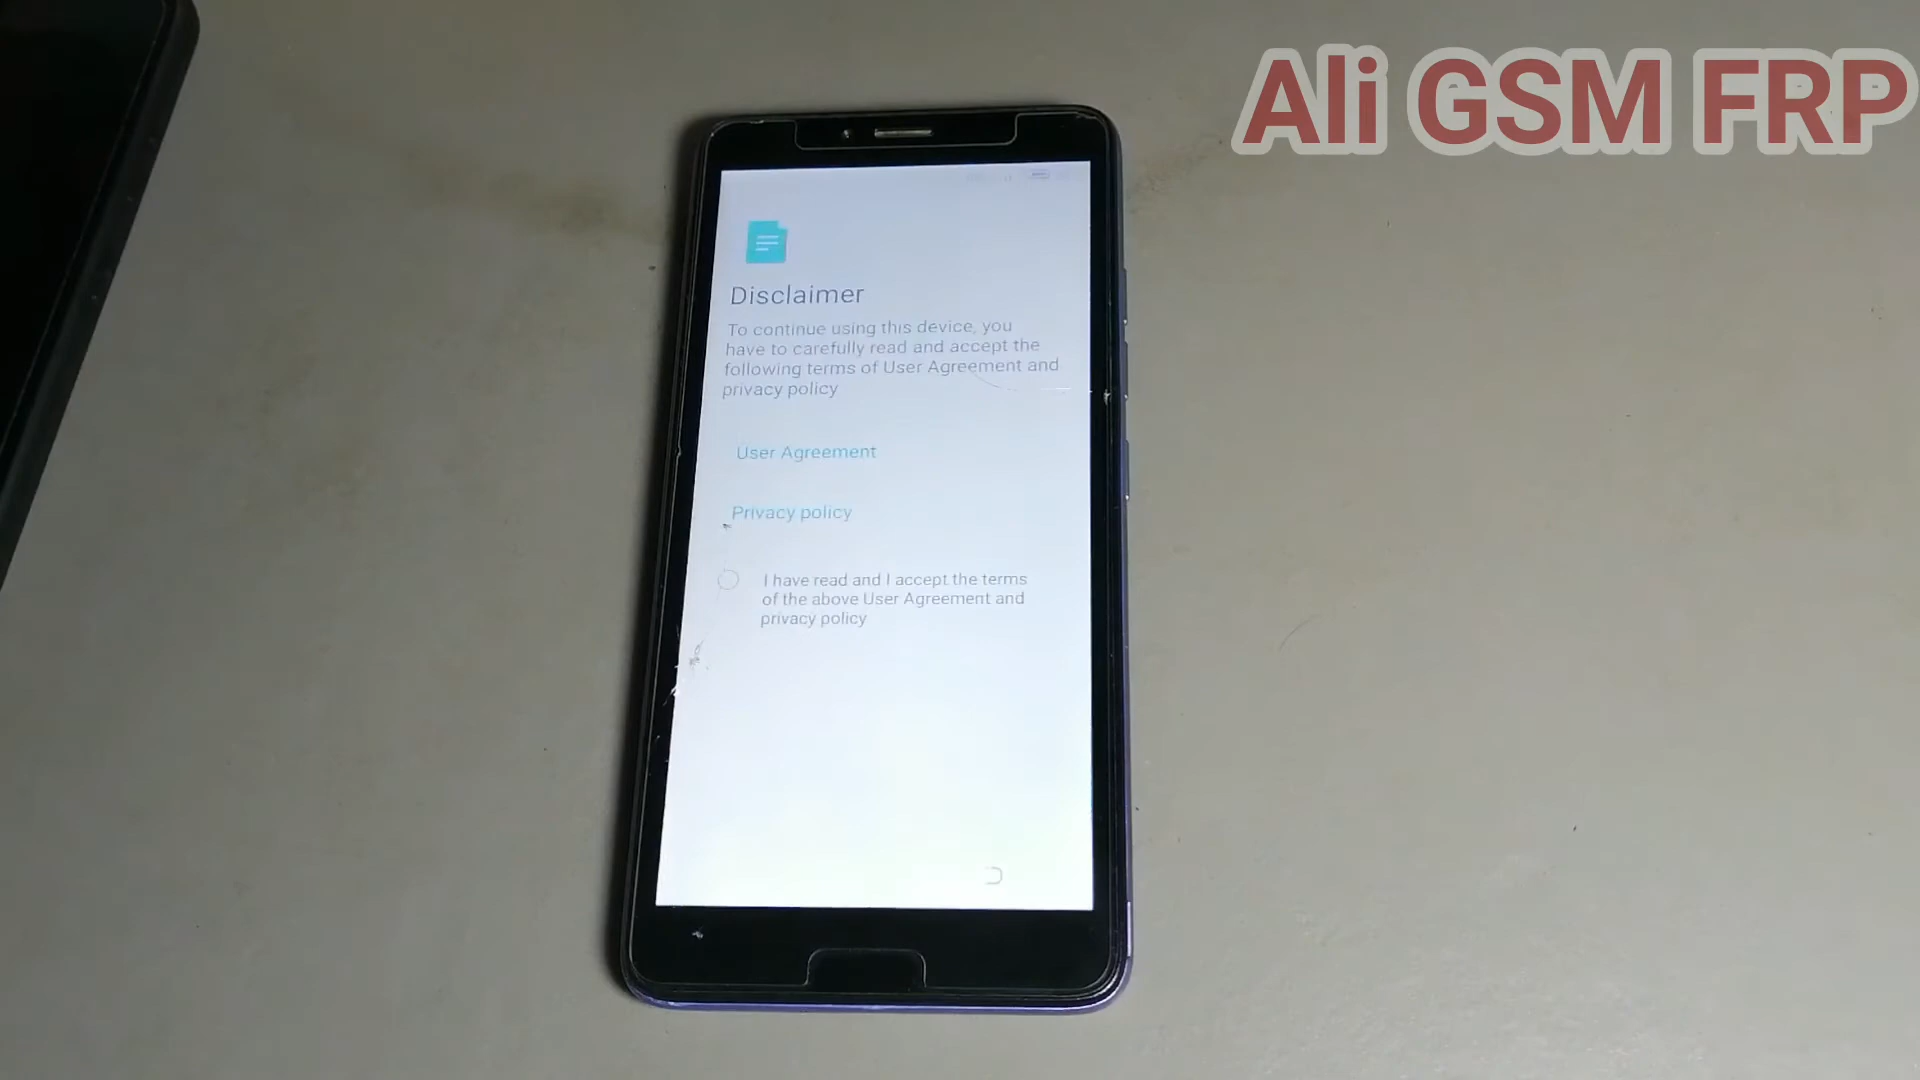 Ali GSM FRP
Disclaimer
To continue using this device, you
have to carefully read and accept the
following terms of User Agreement and
privacy policy
User Agreement
Privacy policy
I have read and I accept the terms
of the above User Agreement and
privacy policy